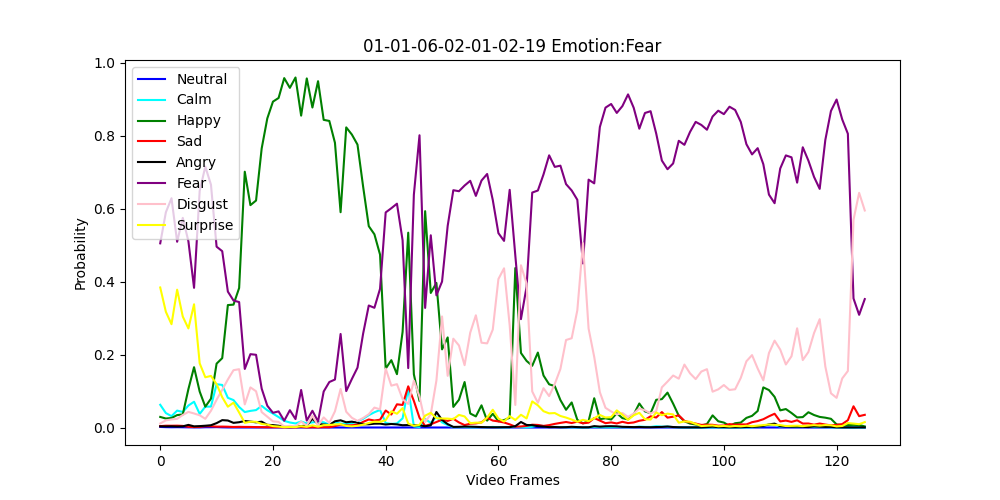 01-01-06-02-01-02-19 Emotion:Fear
1.0
0.8
0.6
0.4
0.2
0.0
Probability
Neutral
Calm
Happy
Sad
Angry
Fear
Disgust
Surprise
0
20
40
60
80
100
120
Video Frames